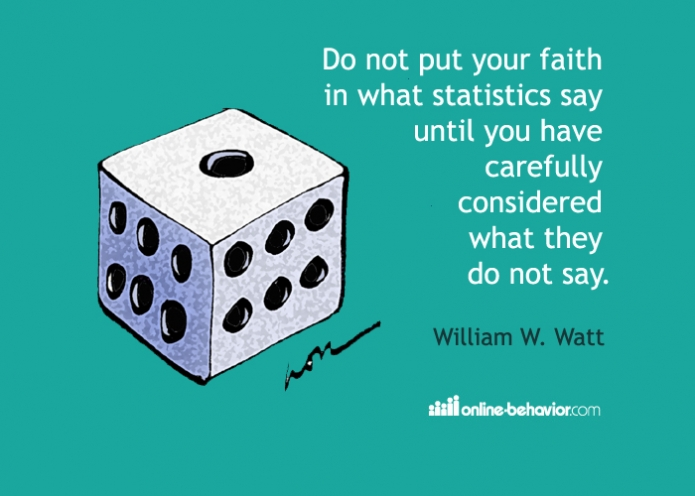 Do not put your faith
in what statistics say
until you have
carefully
considered
what they
do not say.
William W. Watt
online-behavior.com